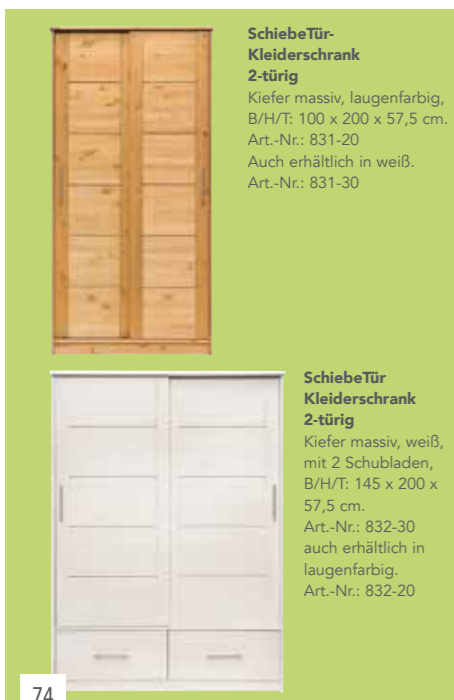 SchiebeTür-
Kleiderschrank
2-türig
Kiefer massiv, laugenfarbig,
B/H/T: 100 x 200 x 57,5 cm.
Art.-Nr.: 831-20
Auch erhältlich in weiß.
Art.-Nr.: 831-30
SchiebeTür
Kleiderschrank
2-türig
Kiefer massiv, weiß,
mit 2 Schubladen,
B/H/T: 145 x 200 x
57,5 cm.
Art.-Nr.: 832-30
auch erhältlich in
laugenfarbig.
Art.-Nr.: 832-20
74